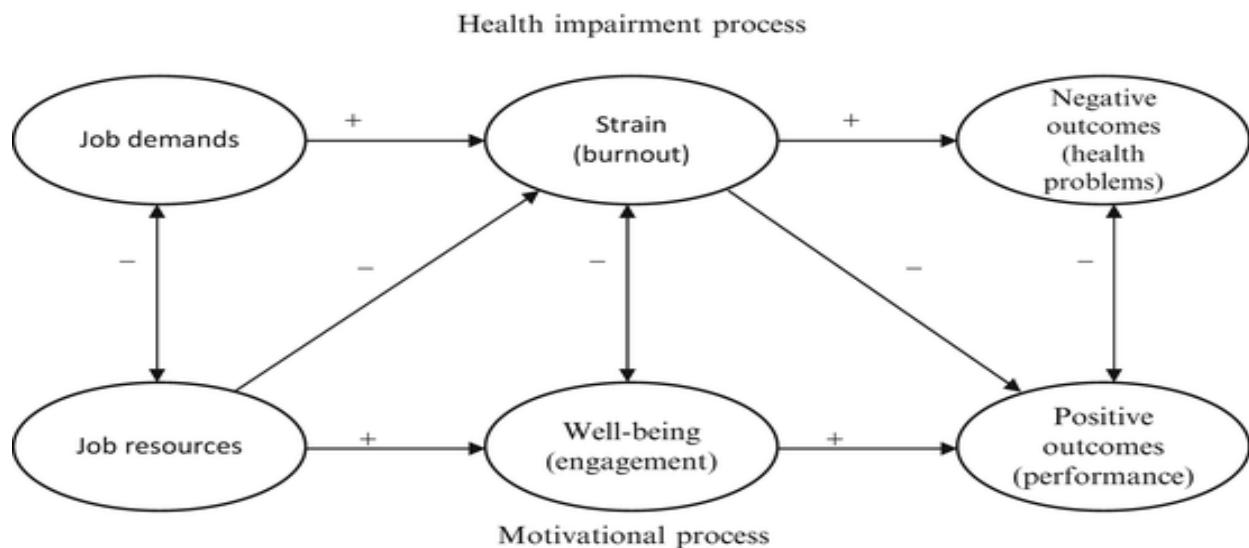 Health impairment process
Job demands
+
Strain
(burnout)
+
Negative
outcomes
(health
problems)
–
–
–
–
–
Job resources
+
Well-being
(engagement)
+
Positive
outcomes
(performance)
Motivational process